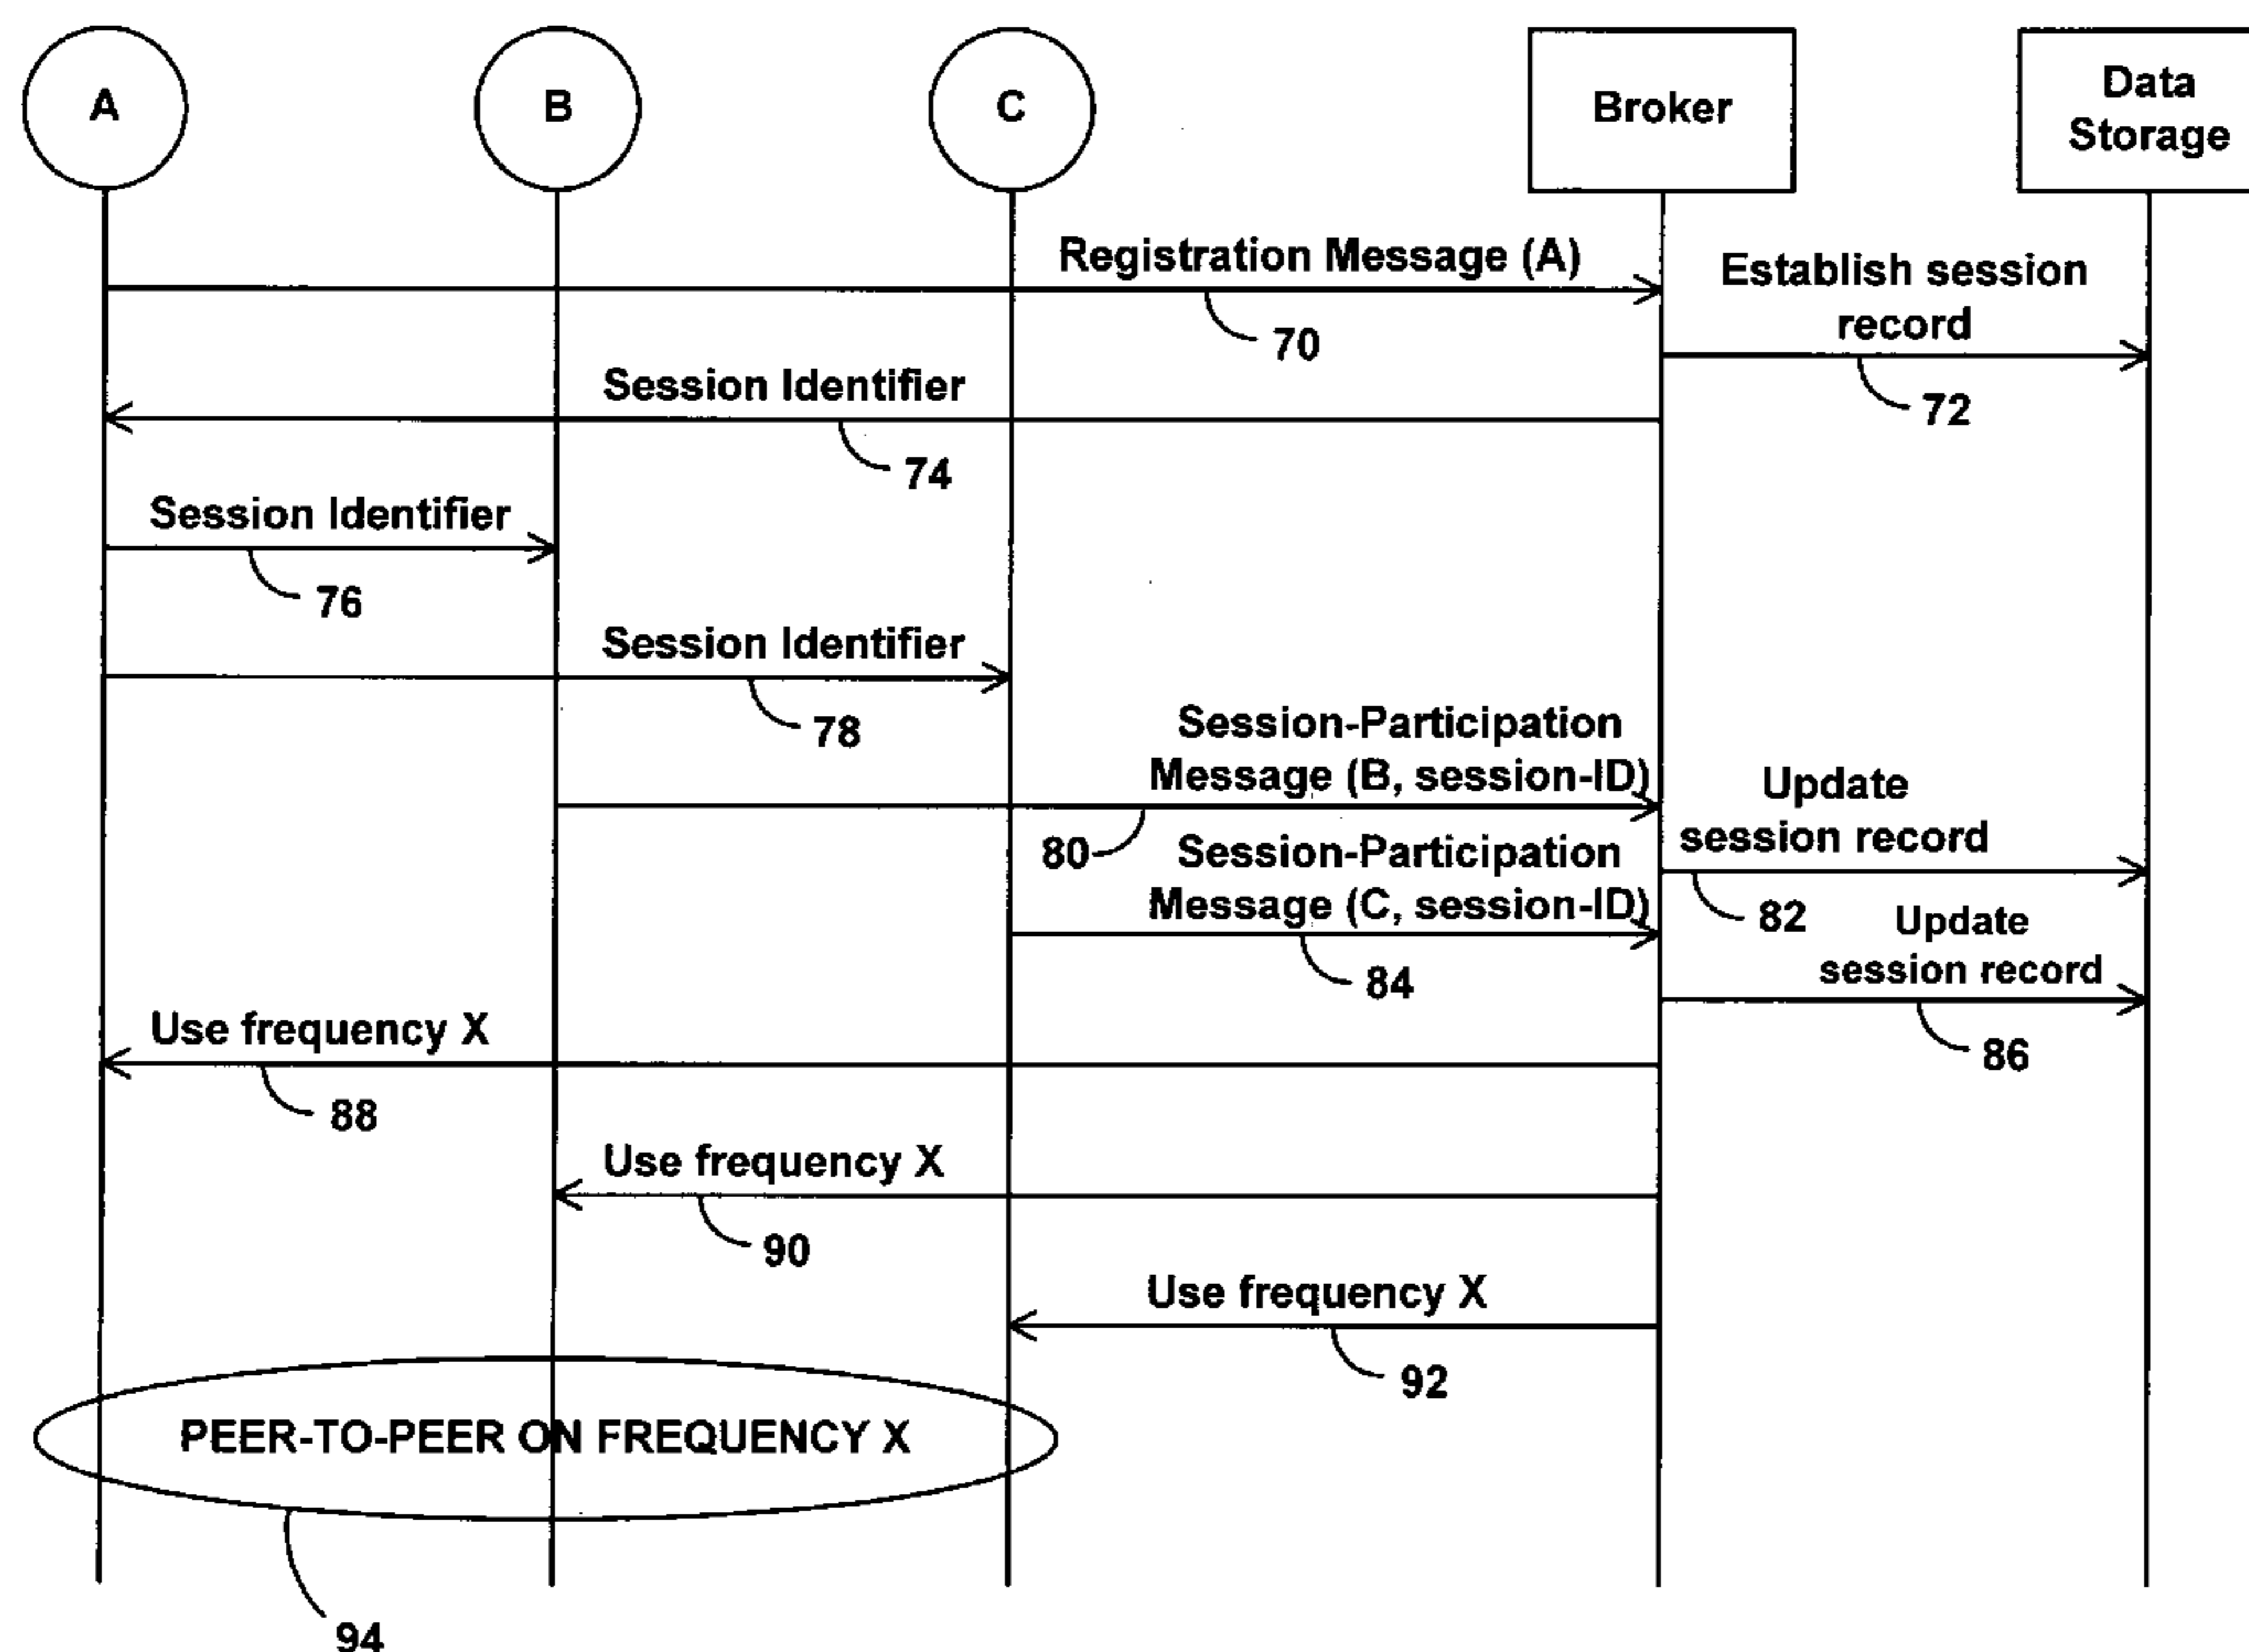 A
B
C
Broker
Data
Storage
Registration Message (A)
70
Establish session
record
72
Session Identifier
74
Session Identifier
76
Session Identifier
78
Session-Participation
Message (B, session-ID)
80
Update
session record
82
Session-Participation
Message (C, session-ID)
84
Update
session record
86
Use frequency X
88
Use frequency X
90
Use frequency X
92
PEER-TO-PEER ON FREQUENCY X
94